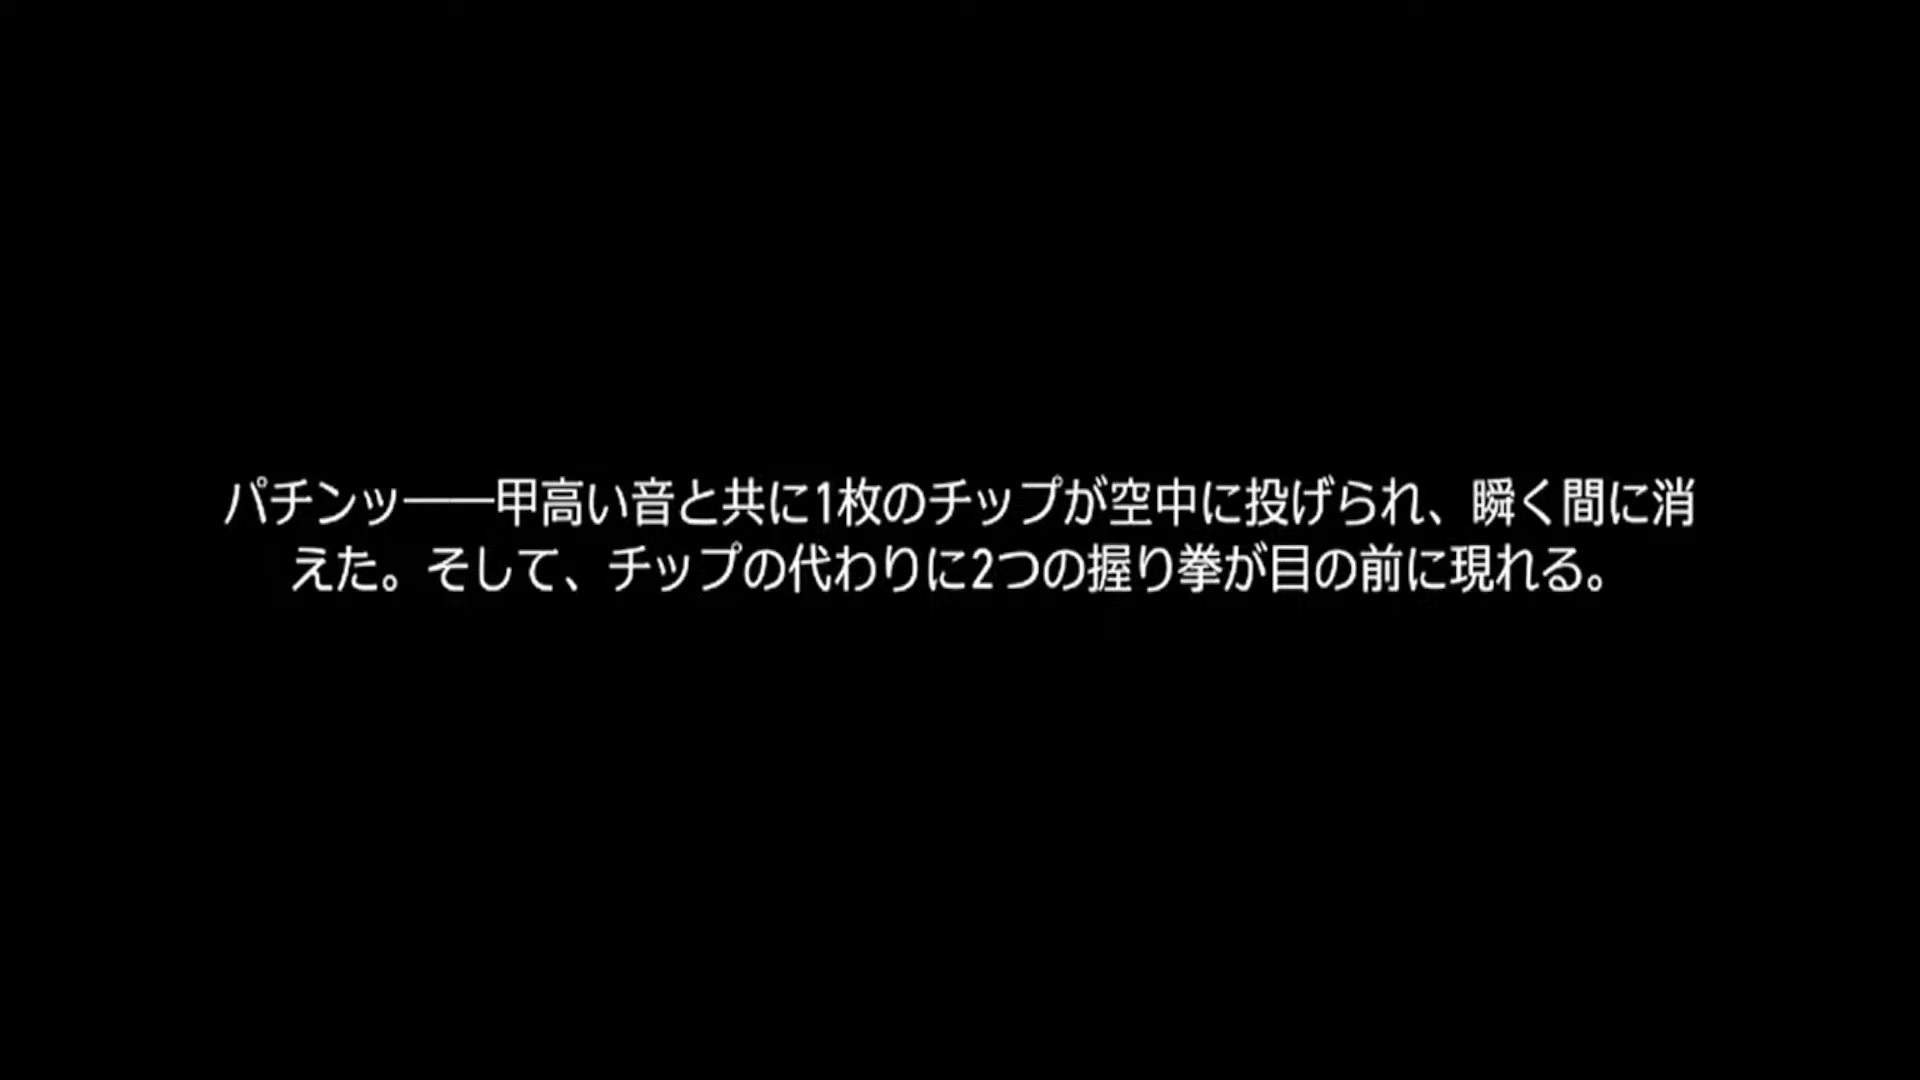 パチンッ――甲高い音と共に1枚のチップが空中に投げられ、瞬く間に消
えた。そして、チップの代わりに2つの握り拳が目の前に現れる。